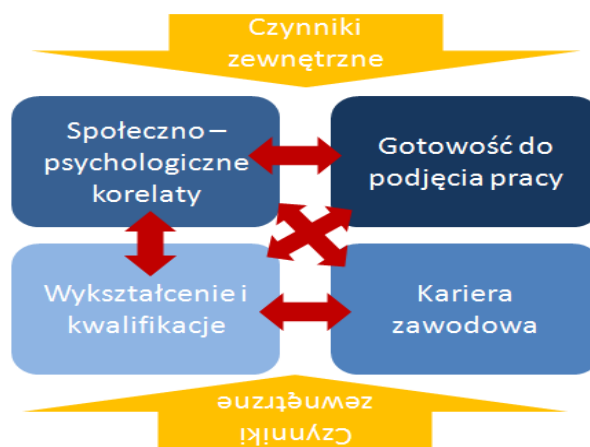 Czynniki
zewnętrzne
Społeczno –
psychologiczne
korelaty
Gotowość do
podjęcia pracy
Wykształcenie i
kwalifikacje
Kariera
zawodowa
Czynniki
zewnętrzne